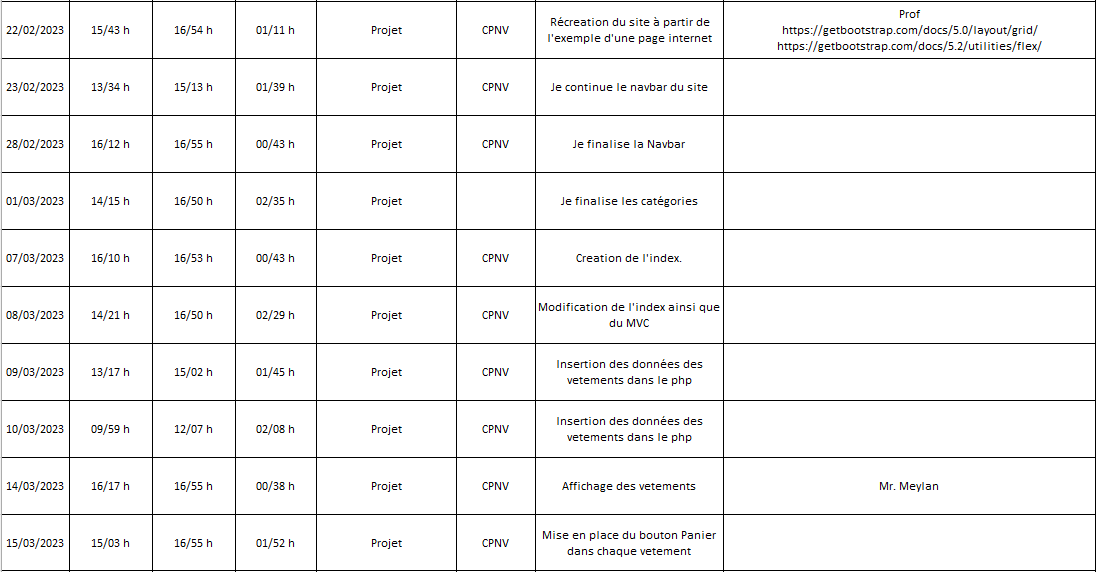 22/02/2023 15/43 h 16/54 h 01/11 h Projet CPNV Récreation du site à partir de
l'exemple d'une page internet
Prof
https://getbootstrap.com/docs/5.0/layout/grid/
https://getbootstrap.com/docs/5.2/utilities/flex/
23/02/2023 13/34 h 15/13 h 01/39 h Projet CPNV Je continue le navbar du site
28/02/2023 16/12 h 16/55 h 00/43 h Projet CPNV Je finalise la Navbar
01/03/2023 14/15 h 16/50 h 02/35 h Projet Je finalise les catégories
07/03/2023 16/10 h 16/53 h 00/43 h Projet CPNV Creation de l'index.
08/03/2023 14/21 h 16/50 h 02/29 h Projet CPNV Modification de l'index ainsi que
du MVC
09/03/2023 13/17 h 15/02 h 01/45 h Projet CPNV Insertion des données des
vetements dans le php
10/03/2023 09/59 h 12/07 h 02/08 h Projet CPNV Insertion des données des
vetements dans le php
14/03/2023 16/17 h 16/55 h 00/38 h Projet CPNV Affichage des vetements Mr. Meylan
15/03/2023 15/03 h 16/55 h 01/52 h Projet CPNV Mise en place du bouton Panier
dans chaque vetement